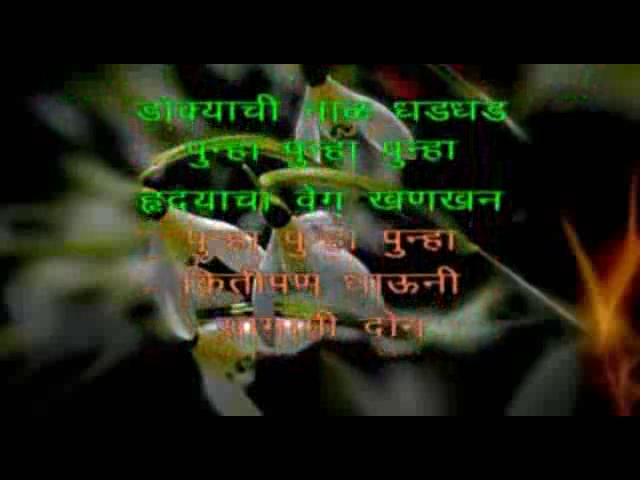 डोक्याची नाळ धडधड
पुन्हा पुन्हा पुन्हा
हृदयाचा वेग् खणखन
पुन्हा पुन्हा पुन्हा
कितीपण धाऊनी
दोन